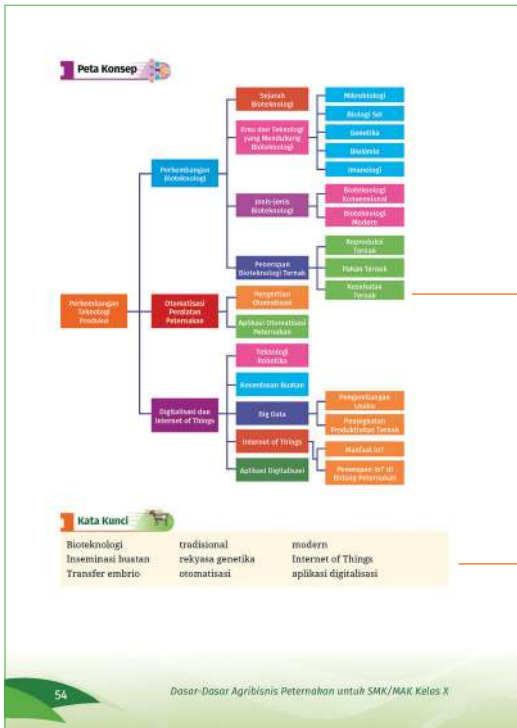 Peta Konsep
Perkembangan
Teknologi
Produksi
Perkembangan
Bioteknologi
Sejarah
Bioteknologi
Ilmu dan Teknologi
yang Mendukung
Bioteknologi
Mikrobiologi
Biologi Sel
Genetika
Biokimia
Imunologi
Jenis-jenis
Bioteknologi
Bioteknologi
Konvensional
Bioteknologi
Modern
Penerapan
Bioteknologi Ternak
Reproduksi
Ternak
Pakan Ternak
Kesehatan
Ternak
Otomatisasi
Peralatan
Peternakan
Pengertian
Otomatisasi
Aplikasi Otomatisasi
Peternakan
Digitalisasi dan
Internet of Things
Teknologi
Robotika
Kecerdasan Buatan
Big Data
Pengembangan
Usaha
Peningkatan
Produktivitas Ternak
Internet of Things
Manfaat IoT
Penerapan IoT di
Bidang Peternakan
Aplikasi Digitalisasi
Kata Kunci
Bioteknologi tradisional modern
Inseminasi buatan rekyasa genetika Internet of Things
Transfer embrio otomatisasi aplikasi digitalisasi
54
Dasar-Dasar Agribisnis Peternakan untuk SMK/MAK Kelas X